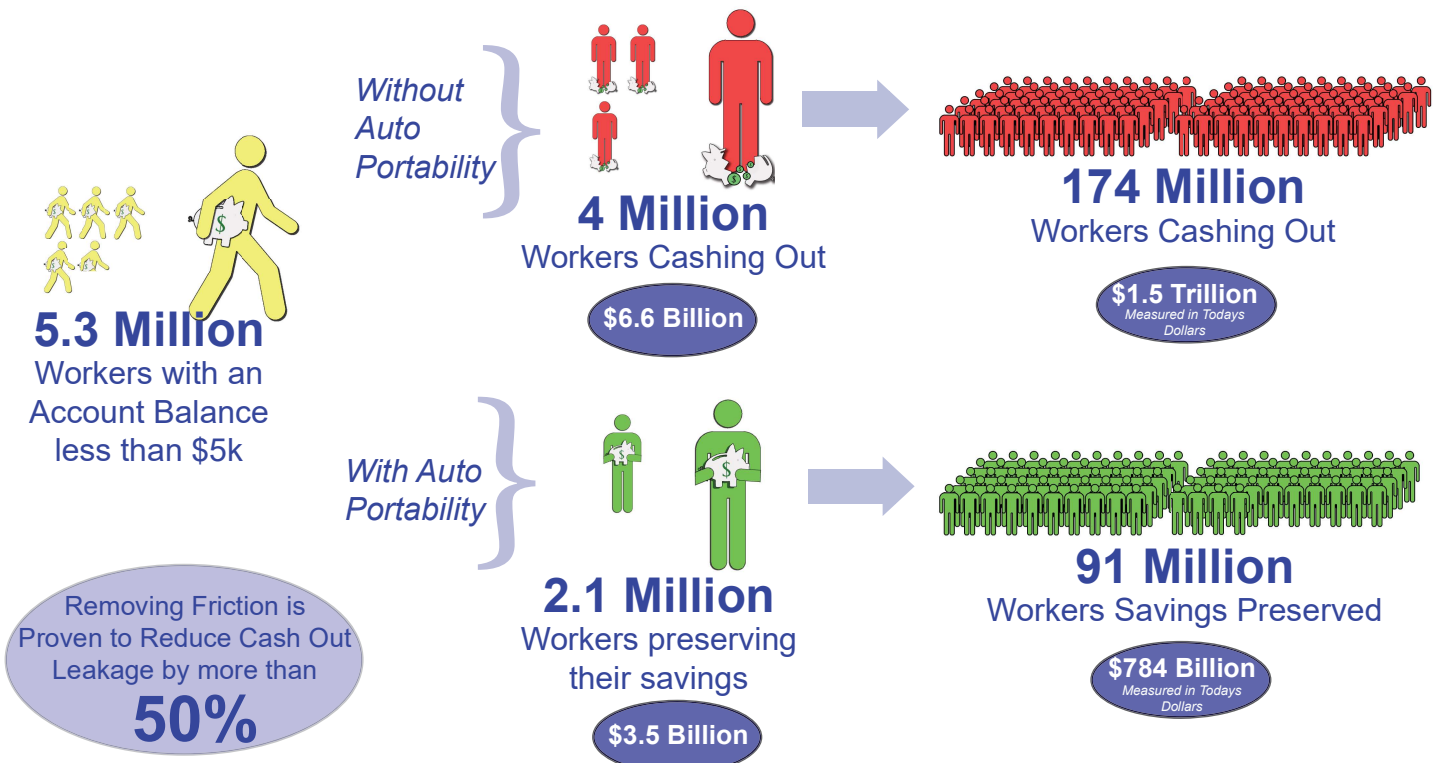 5.3 Million
Workers with an
Account Balance
less than $5k
Without
Auto
Portability
4 Million
Workers Cashing Out
$6.6 Billion
174 Million
Workers Cashing Out
$1.5 Trillion
Measured in Todays
Dollars
With Auto
Portability
2.1 Million
Workers preserving
their savings
$3.5 Billion
91 Million
Workers Savings Preserved
$784 Billion
Measured in Todays
Dollars
Removing Friction is
Proven to Reduce Cash Out
Leakage by more than
50%